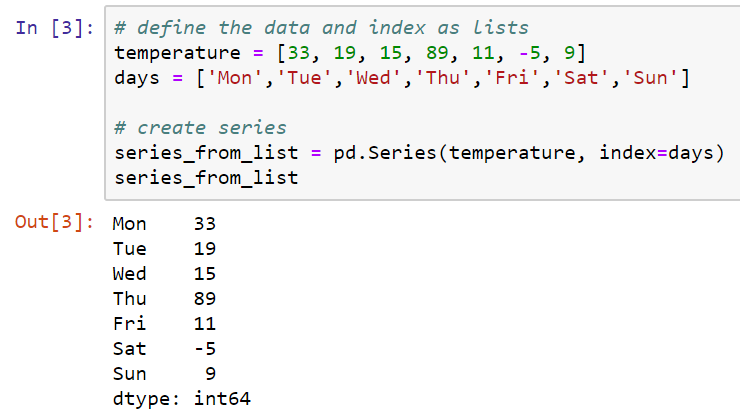 In [3]: # define the data and index as lists
temperature = [33, 19, 15, 89, 11, -5, 9]
days = ['Mon','Tue','Wed','Thu','Fri','Sat','Sun']
# create series
series_from_list = pd.Series(temperature, index=days)
series_from_list
Out[3]: Mon    33
Tue    19
Wed    15
Thu    89
Fri    11
Sat    -5
Sun     9
dtype: int64